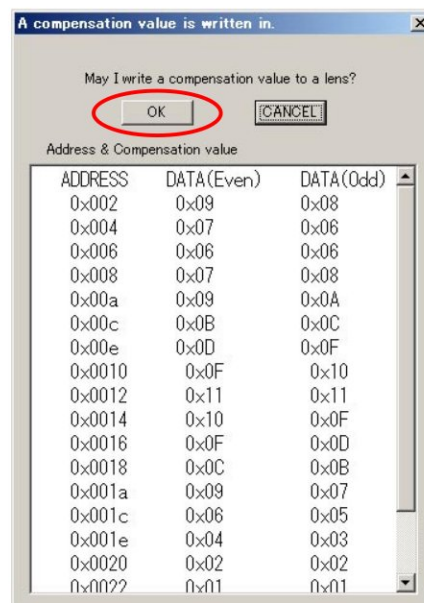 A compensation value is written in.
May I write a compensation value to a lens?
OK CANCEL
Address & Compensation value
ADDRESS DATA(Even) DATA(Odd)
0x002 0x09 0x08
0x004 0x07 0x06
0x006 0x06 0x06
0x008 0x07 0x08
0x00a 0x09 0x0A
0x00c 0x0B 0x0C
0x00e 0x0D 0x0F
0x0010 0x0F 0x10
0x0012 0x11 0x11
0x0014 0x10 0x0F
0x0016 0x0F 0x0D
0x0018 0x0C 0x0B
0x001a 0x09 0x07
0x001c 0x06 0x05
0x001e 0x04 0x03
0x0020 0x02 0x02
0x0022 0x01 0x01